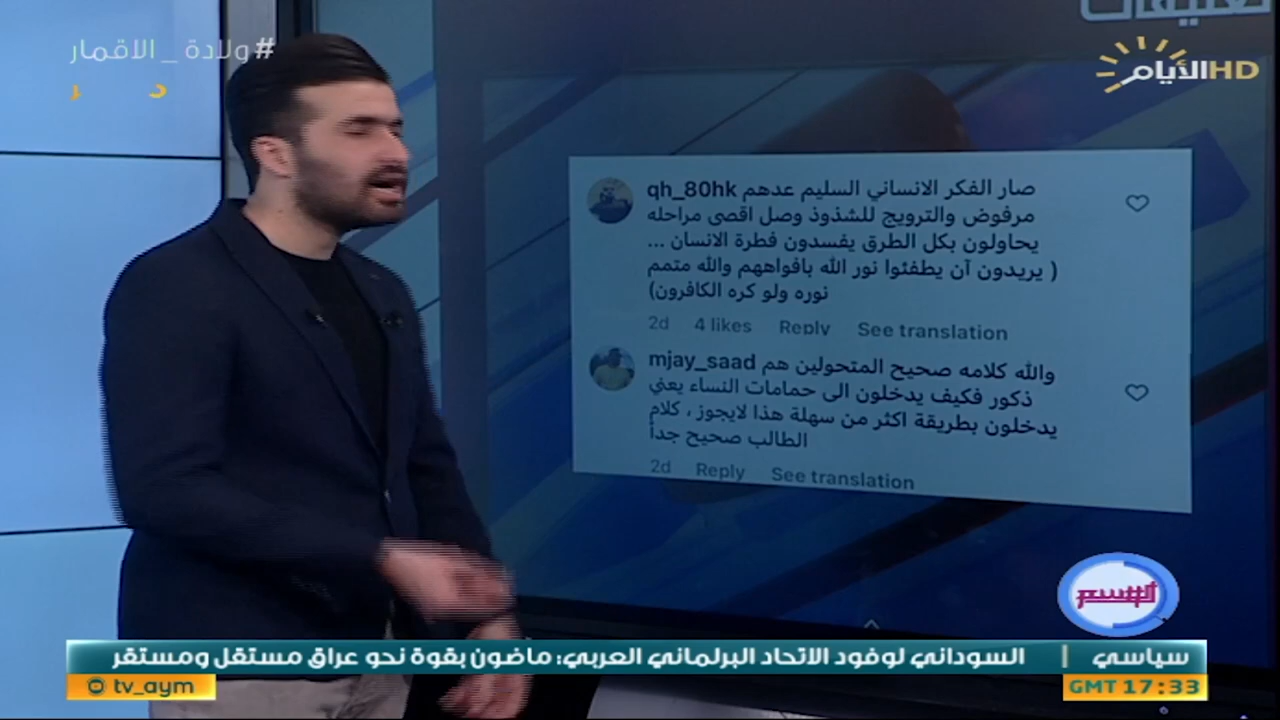 #ولادة_الاقمار
تعليقات
الأيام HD
qh_80hk صار الفكر الانساني السليم عدهم
مرفوض والترويج للشذوذ وصل اقصى مراحله
يحاولون بكل الطرق يفسدون فطرة الانسان ...
( يريدون آن يطفئوا نور الله بافواههم والله متمم
نوره ولو كره الكافرون)
2d 4 likes Reply See translation
mjay_saad والله كلامه صحيح المتحولين هم
ذكور فكيف يدخلون الى حمامات النساء يعني
يدخلون بطريقة اكثر من سهلة هذا لايجوز ، كلام
الطالب صحيح جداً
2d Reply See translation
سياسي | السوداني لوفود الاتحاد البرلماني العربي: ماضون بقوة نحو عراق مستقل ومستقر
tv_aym
GMT 17:33